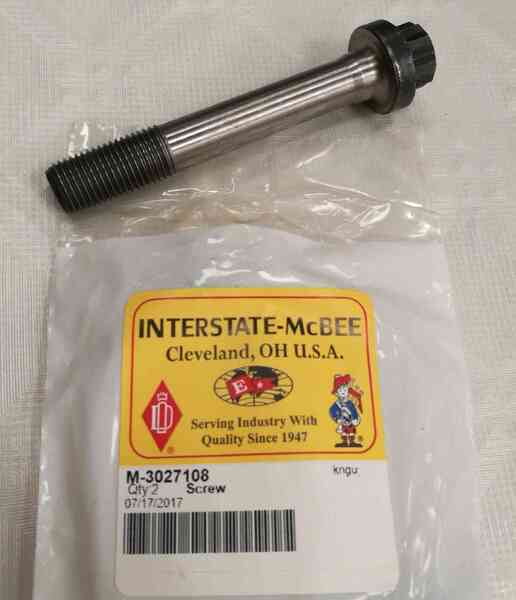 INTERSTATE-McBEE
Cleveland, OH U.S.A.
E
Serving Industry With
Quality Since 1947
M-3027108
kngu
Qty:2 Screw
07/17/2017